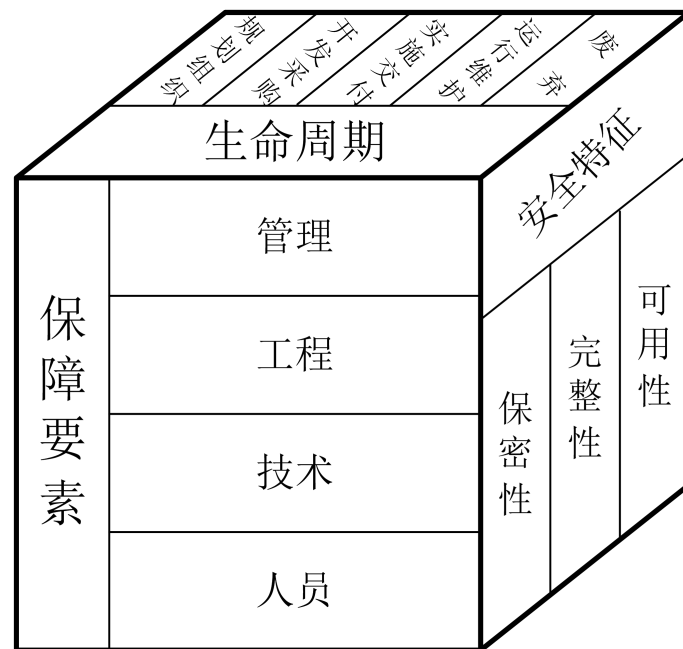 规划组织
开发采购
实施交付
运行维护
废弃
生命周期
安全特征
保障要素
管理
工程
技术
人员
保密性
完整性
可用性